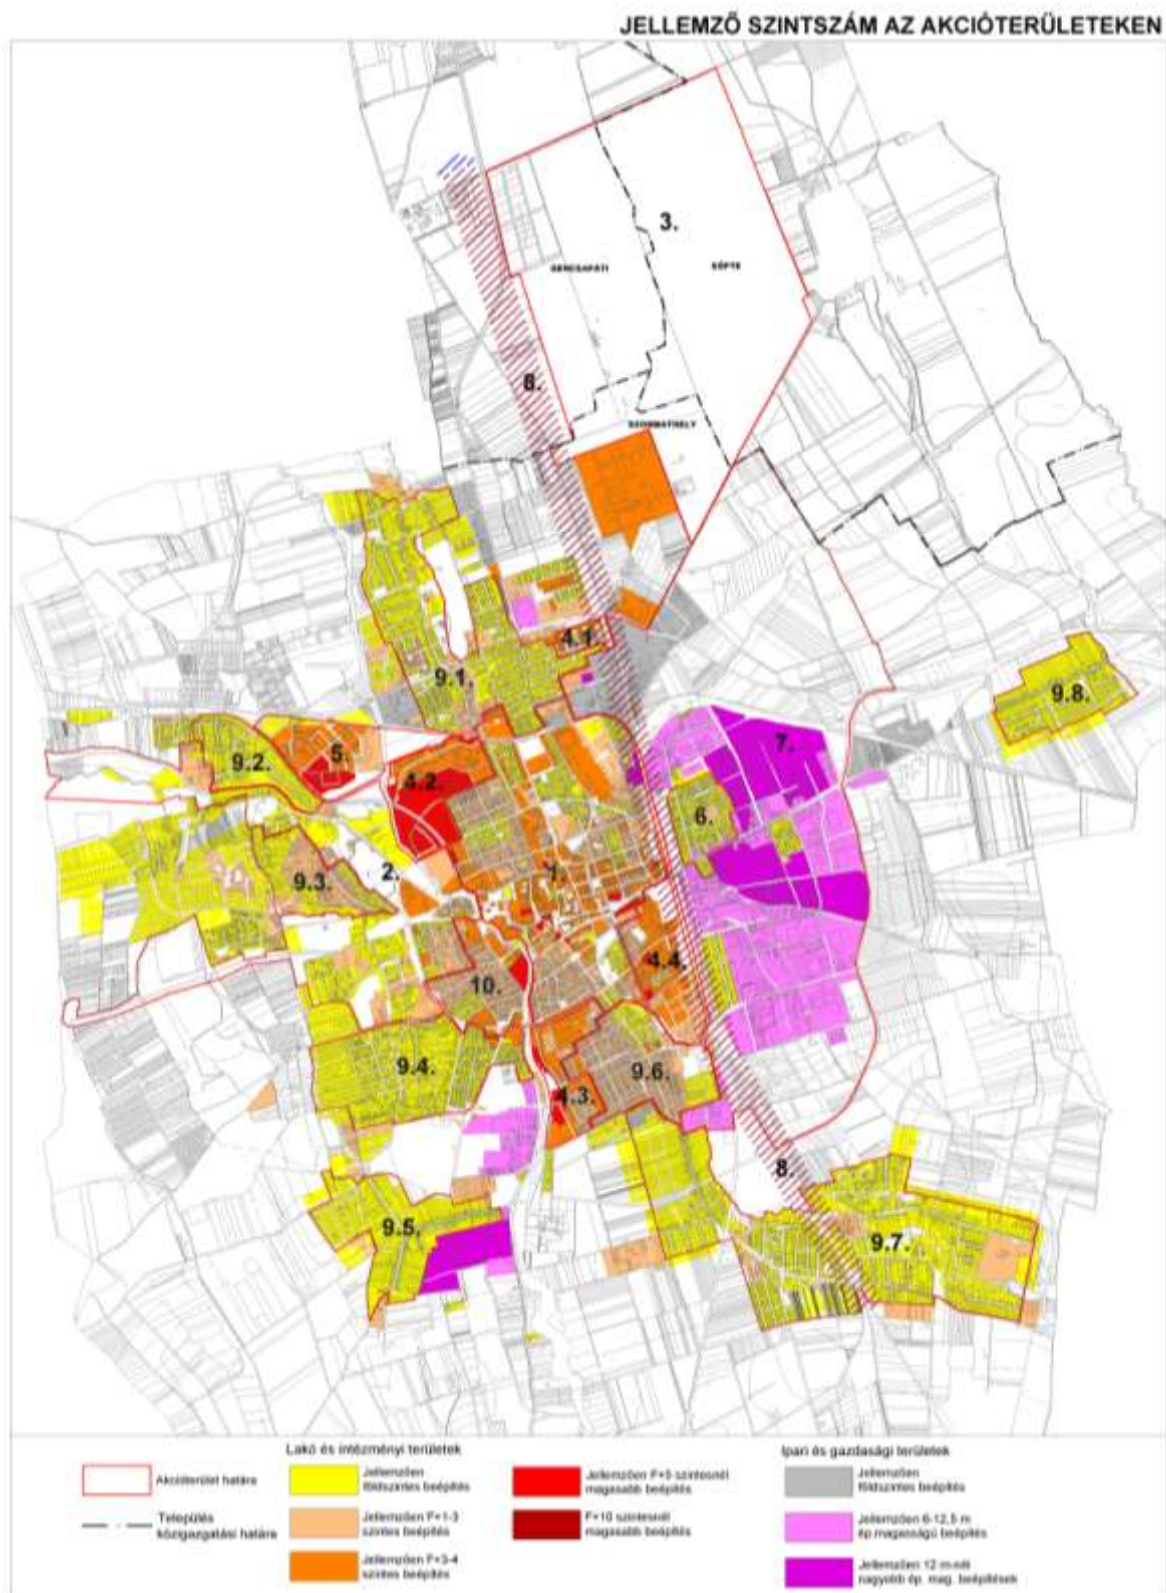 JELLEMZŐ SZINTSZÁM AZ AKCIÓTERÜLETEKEN
3.
GENCSAPÁTI
SÖPTE
8.
SZOMBATHELY
4.1.
9.1.
9.8.
9.2.
5.
7.
4.2.
6.
9.3.
2.
1.
4.4.
10.
9.4.
9.6.
4.3.
8.
9.5.
9.7.
Lakó és intézményi területek
Ipari és gazdasági területek
Akcióterület határa
Település
közigazgatási határa
Jellemzően
földszintes beépítés
Jellemzően F+1-3
szintes beépítés
Jellemzően F+3-4
szintes beépítés
Jellemzően F+5 szintesnél
magasabb beépítés
F+10 szintesnél
magasabb beépítés
Jellemzően
földszintes beépítés
Jellemzően 6-12,5 m
ép.magasságú beépítés
Jellemzően 12 m-nél
nagyobb ép. mag. beépítések